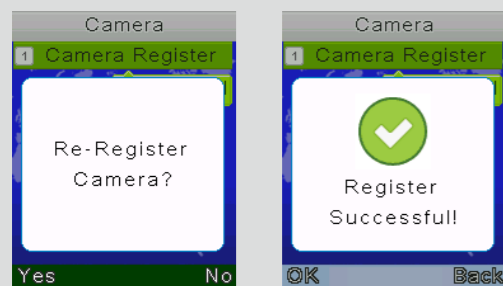 Camera
1 Camera Register
Re-Register
Camera?
Yes No
Camera
1 Camera Register
Register
Successful!
OK Back